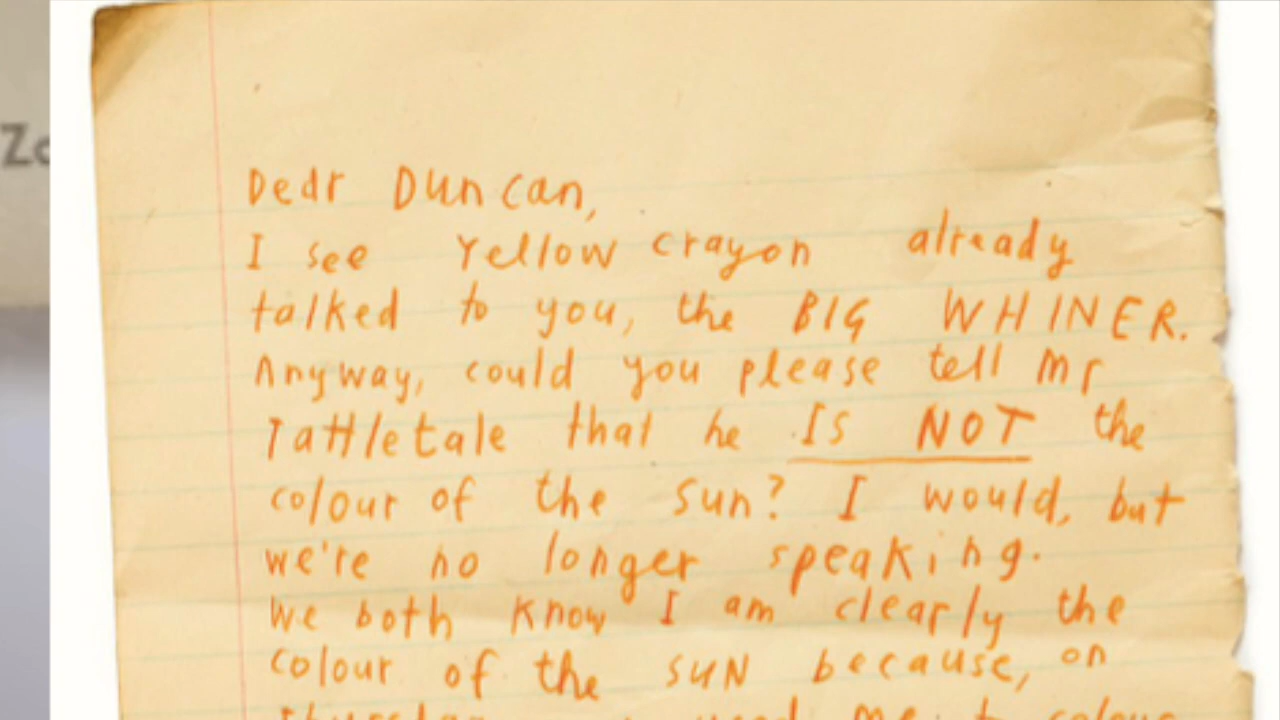 Dear Duncan,
I see Yellow crayon already
talked to you, the BIG WHINER.
Anyway, could you please tell Mr
Tattletale that he IS NOT the
colour of the sun? I would, but
we're no longer speaking.
We both know I am clearly the
colour of the SUN because, on